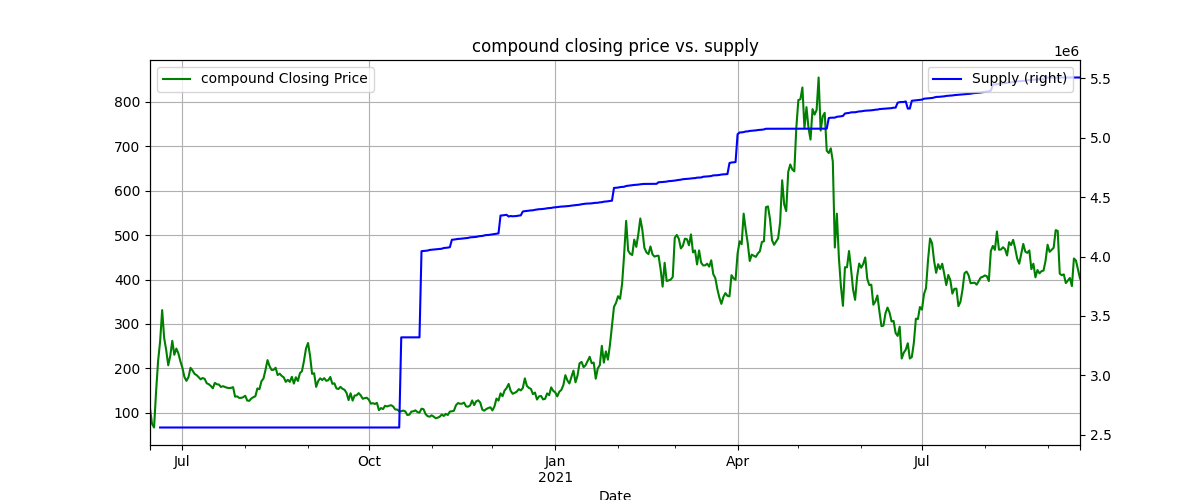 compound closing price vs. supply
1e6
compound Closing Price
Supply (right)
800
700
600
500
400
300
200
100
5.5
5.0
4.5
4.0
3.5
3.0
2.5
Jul
Oct
Jan
2021
Apr
Jul
Date